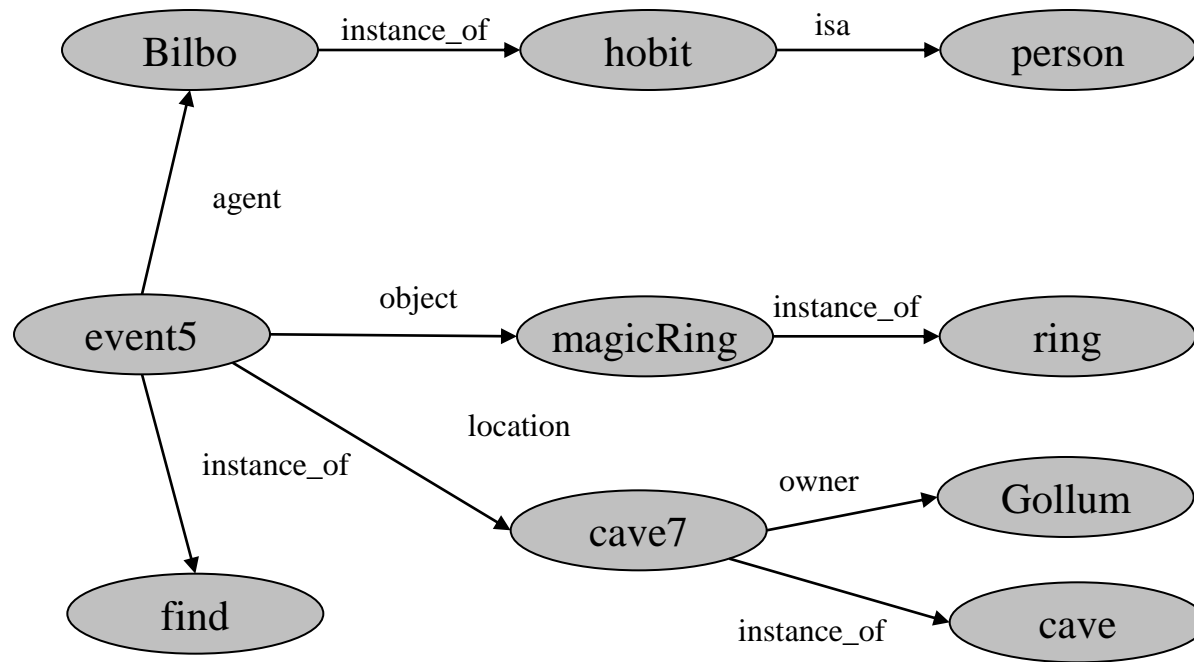 Bilbo
instance_of
hobit
isa
person
agent
event5
object
magicRing
instance_of
ring
location
instance_of
owner
Gollum
cave7
find
instance_of
cave